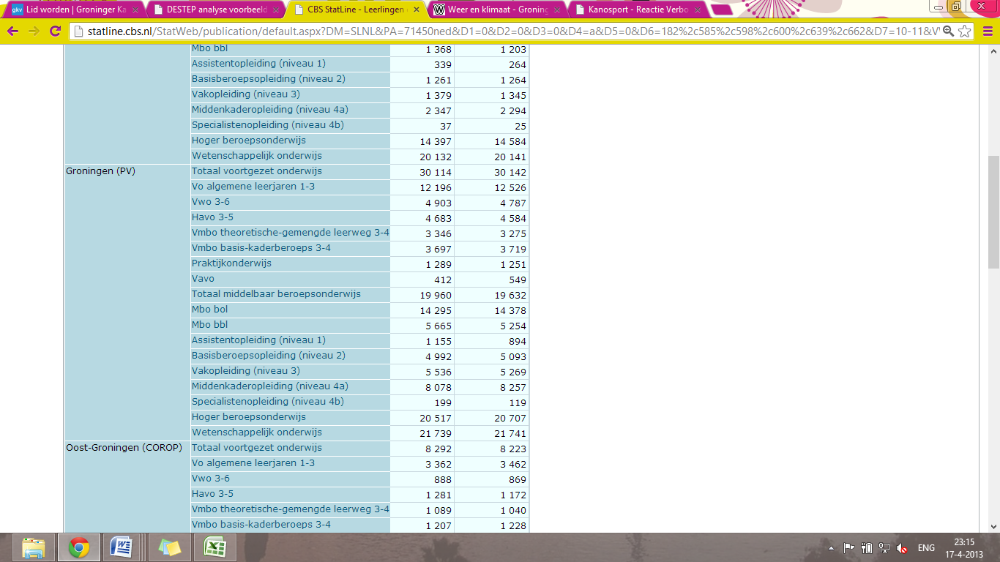 gkv Lid worden | Groninger Ka DESTEP analyse voorbeeld CBS StatLine - Leerlingen W Weer en klimaat - Groning Kanosport - Reactie Verbo
statline.cbs.nl/StatWeb/publication/default.aspx?DM=SLNL&PA=71450ned&D1=0&D2=0&D3=0&D4=a&D5=0&D6=182%2c585%2c598%2c600%2c639%2c662&D7=10-11&V
Mbo bbl 1 368 1 203
Assistentopleiding (niveau 1) 339 264
Basisberoepsopleiding (niveau 2) 1 261 1 264
Vakopleiding (niveau 3) 1 379 1 345
Middenkaderopleiding (niveau 4a) 2 347 2 294
Specialistenopleiding (niveau 4b) 37 25
Hoger beroepsonderwijs 14 397 14 584
Wetenschappelijk onderwijs 20 132 20 141
Groningen (PV) Totaal voortgezet onderwijs 30 114 30 142
Vo algemene leerjaren 1-3 12 196 12 526
Vwo 3-6 4 903 4 787
Havo 3-5 4 683 4 584
Vmbo theoretische-gemengde leerweg 3-4 3 346 3 275
Vmbo basis-kaderberoeps 3-4 3 697 3 719
Praktijkonderwijs 1 289 1 251
Vavo 412 549
Totaal middelbaar beroepsonderwijs 19 960 19 632
Mbo bol 14 295 14 378
Mbo bbl 5 665 5 254
Assistentopleiding (niveau 1) 1 155 894
Basisberoepsopleiding (niveau 2) 4 992 5 093
Vakopleiding (niveau 3) 5 536 5 269
Middenkaderopleiding (niveau 4a) 8 078 8 257
Specialistenopleiding (niveau 4b) 199 119
Hoger beroepsonderwijs 20 517 20 707
Wetenschappelijk onderwijs 21 739 21 741
Oost-Groningen (COROP) Totaal voortgezet onderwijs 8 292 8 223
Vo algemene leerjaren 1-3 3 362 3 462
Vwo 3-6 888 869
Havo 3-5 1 281 1 172
Vmbo theoretische-gemengde leerweg 3-4 1 089 1 040
Vmbo basis-kaderberoeps 3-4 1 207 1 228
ENG 23:15
17-4-2013